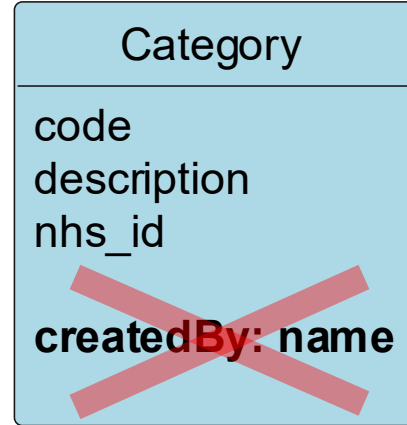 Category
code
description
nhs_id
createdBy: name